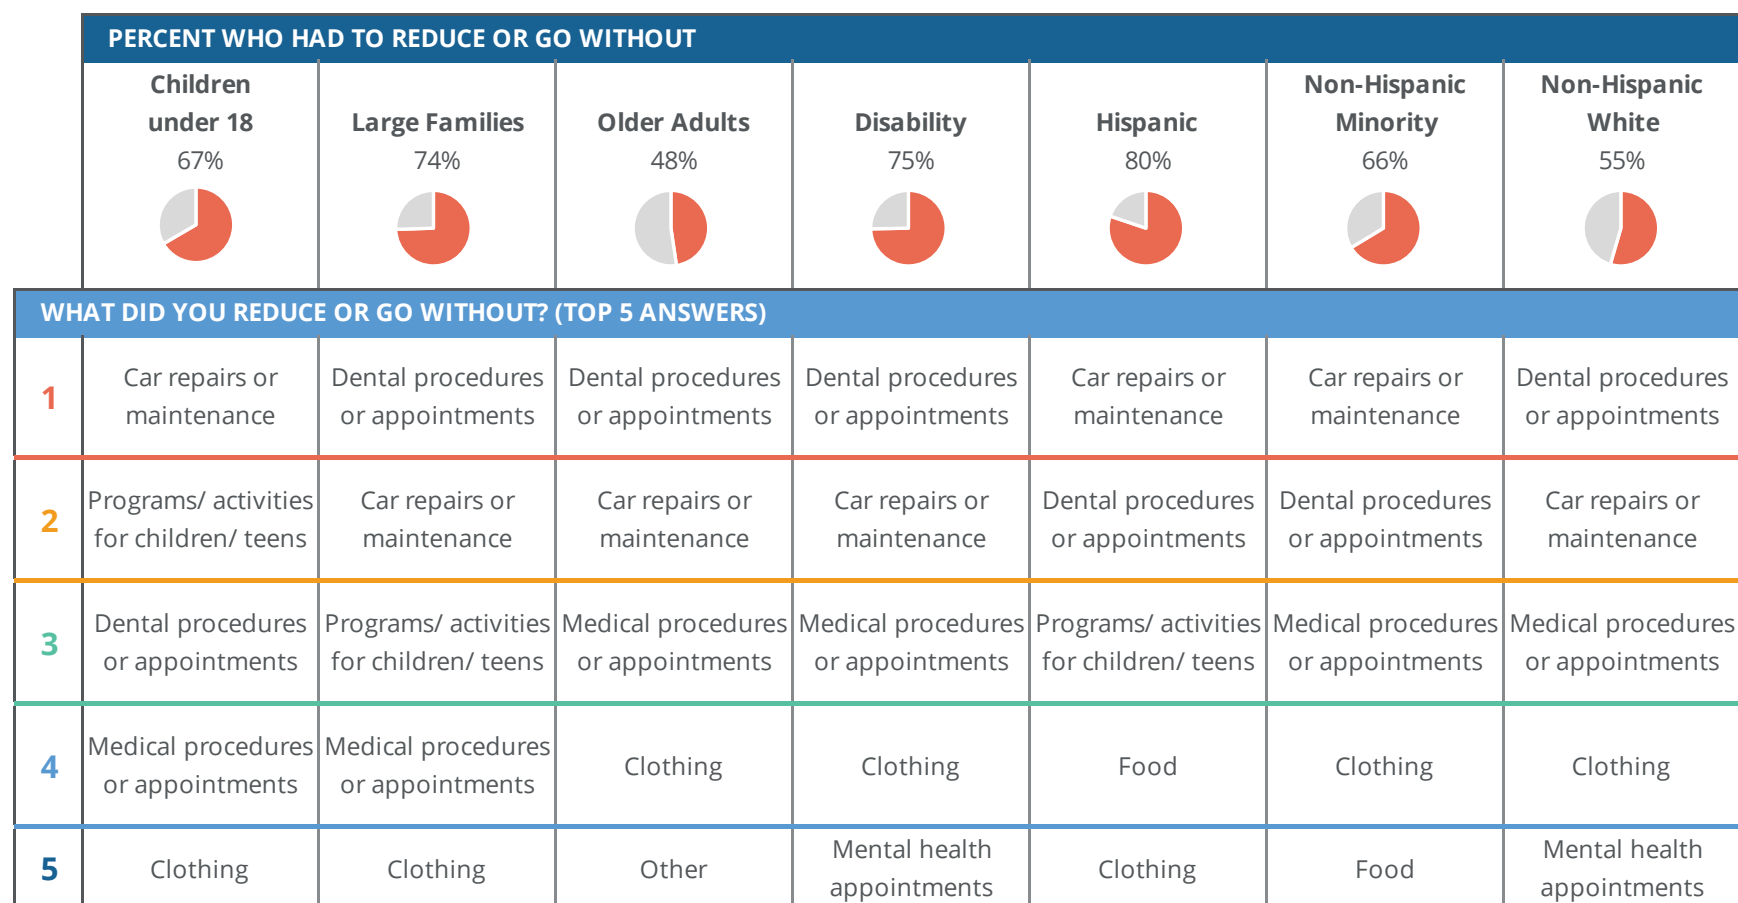 PERCENT WHO HAD TO REDUCE OR GO WITHOUT
Children
under 18
67%
Large Families
74%
Older Adults
48%
Disability
75%
Hispanic
80%
Non-Hispanic
Minority
66%
Non-Hispanic
White
55%
WHAT DID YOU REDUCE OR GO WITHOUT? (TOP 5 ANSWERS)
1
Car repairs or
maintenance
Dental procedures
or appointments
Dental procedures
or appointments
Dental procedures
or appointments
Car repairs or
maintenance
Car repairs or
maintenance
Dental procedures
or appointments
2
Programs/ activities
for children/ teens
Car repairs or
maintenance
Car repairs or
maintenance
Car repairs or
maintenance
Dental procedures
or appointments
Dental procedures
or appointments
Car repairs or
maintenance
3
Dental procedures
or appointments
Programs/ activities
for children/ teens
Medical procedures
or appointments
Medical procedures
or appointments
Programs/ activities
for children/ teens
Medical procedures
or appointments
Medical procedures
or appointments
4
Medical procedures
or appointments
Medical procedures
or appointments
Clothing
Clothing
Food
Clothing
Clothing
5
Clothing
Clothing
Other
Mental health
appointments
Clothing
Food
Mental health
appointments